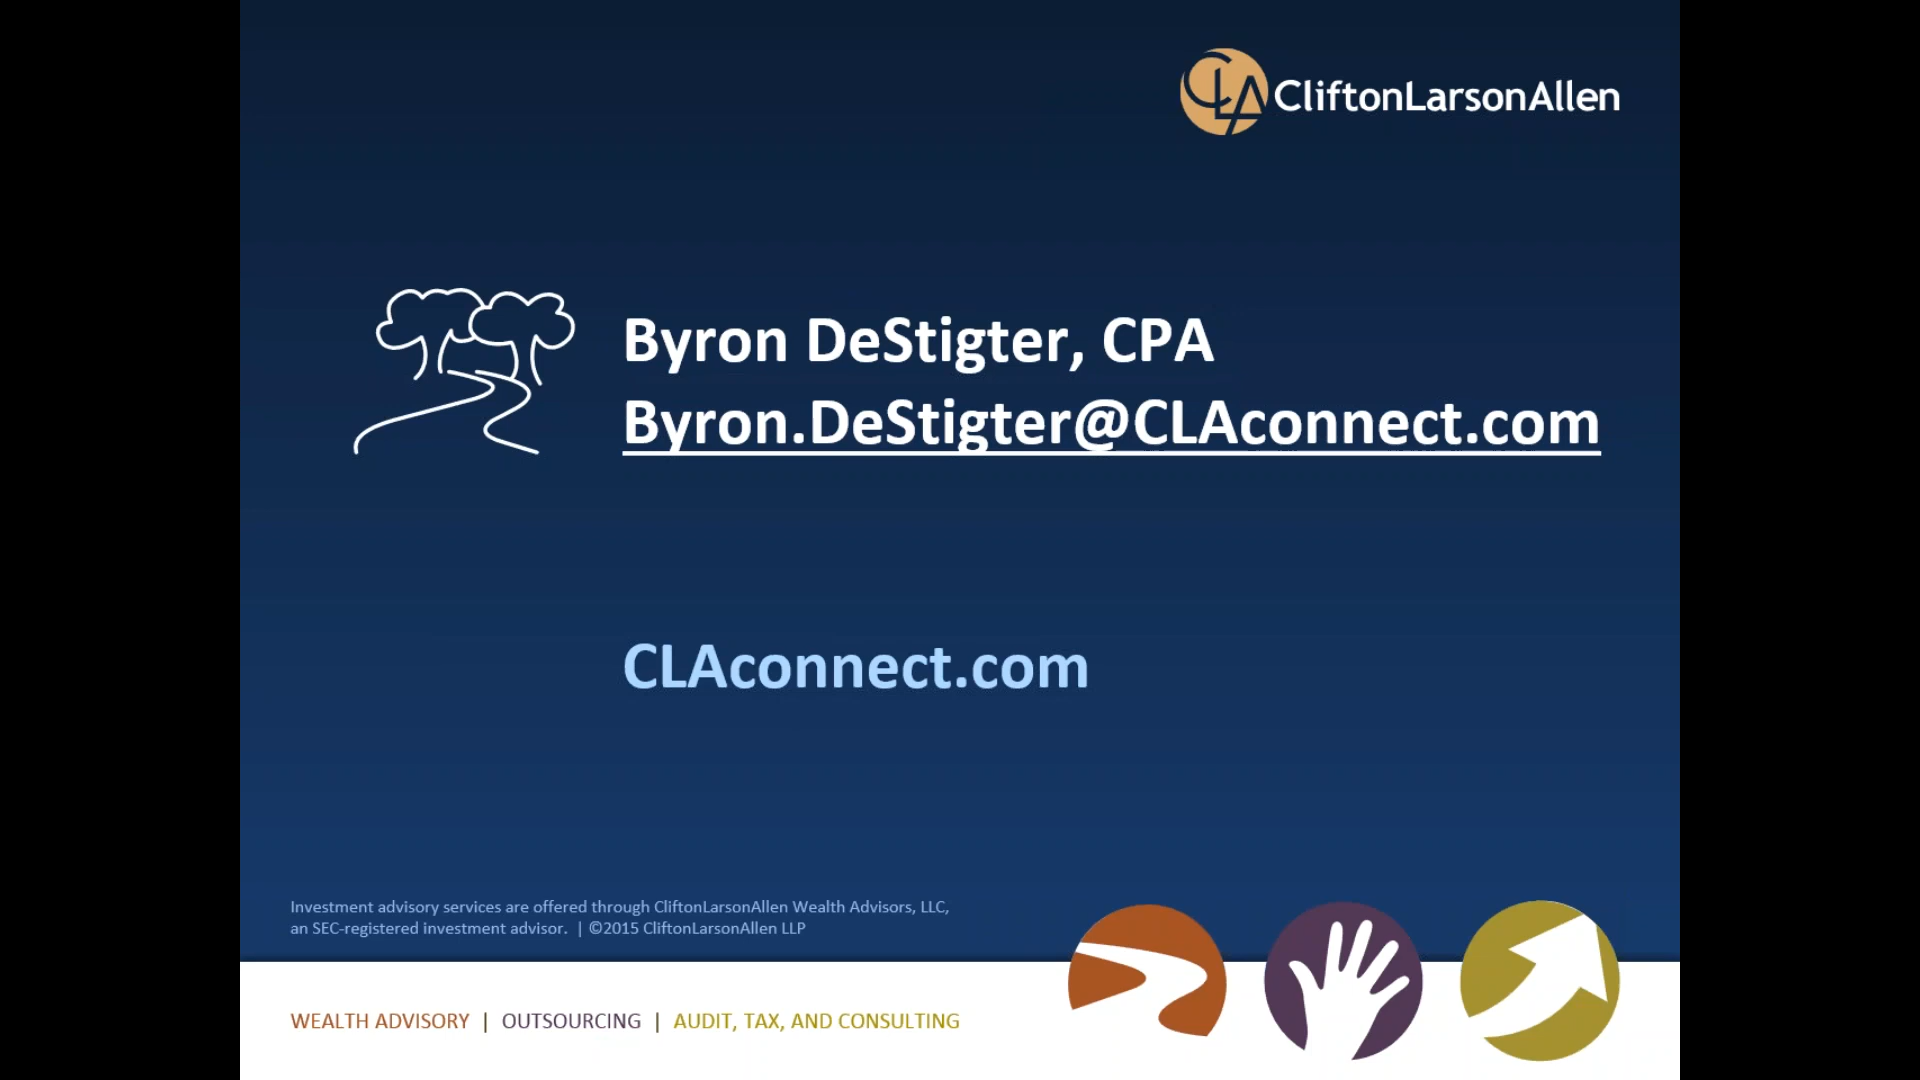 CLA CliftonLarsonAllen
Byron DeStigter, CPA
Byron.DeStigter@CLAconnect.com
CLAconnect.com
Investment advisory services are offered through CliftonLarsonAllen Wealth Advisors, LLC,
an SEC-registered investment advisor. | ©2015 CliftonLarsonAllen LLP
WEALTH ADVISORY | OUTSOURCING | AUDIT, TAX, AND CONSULTING